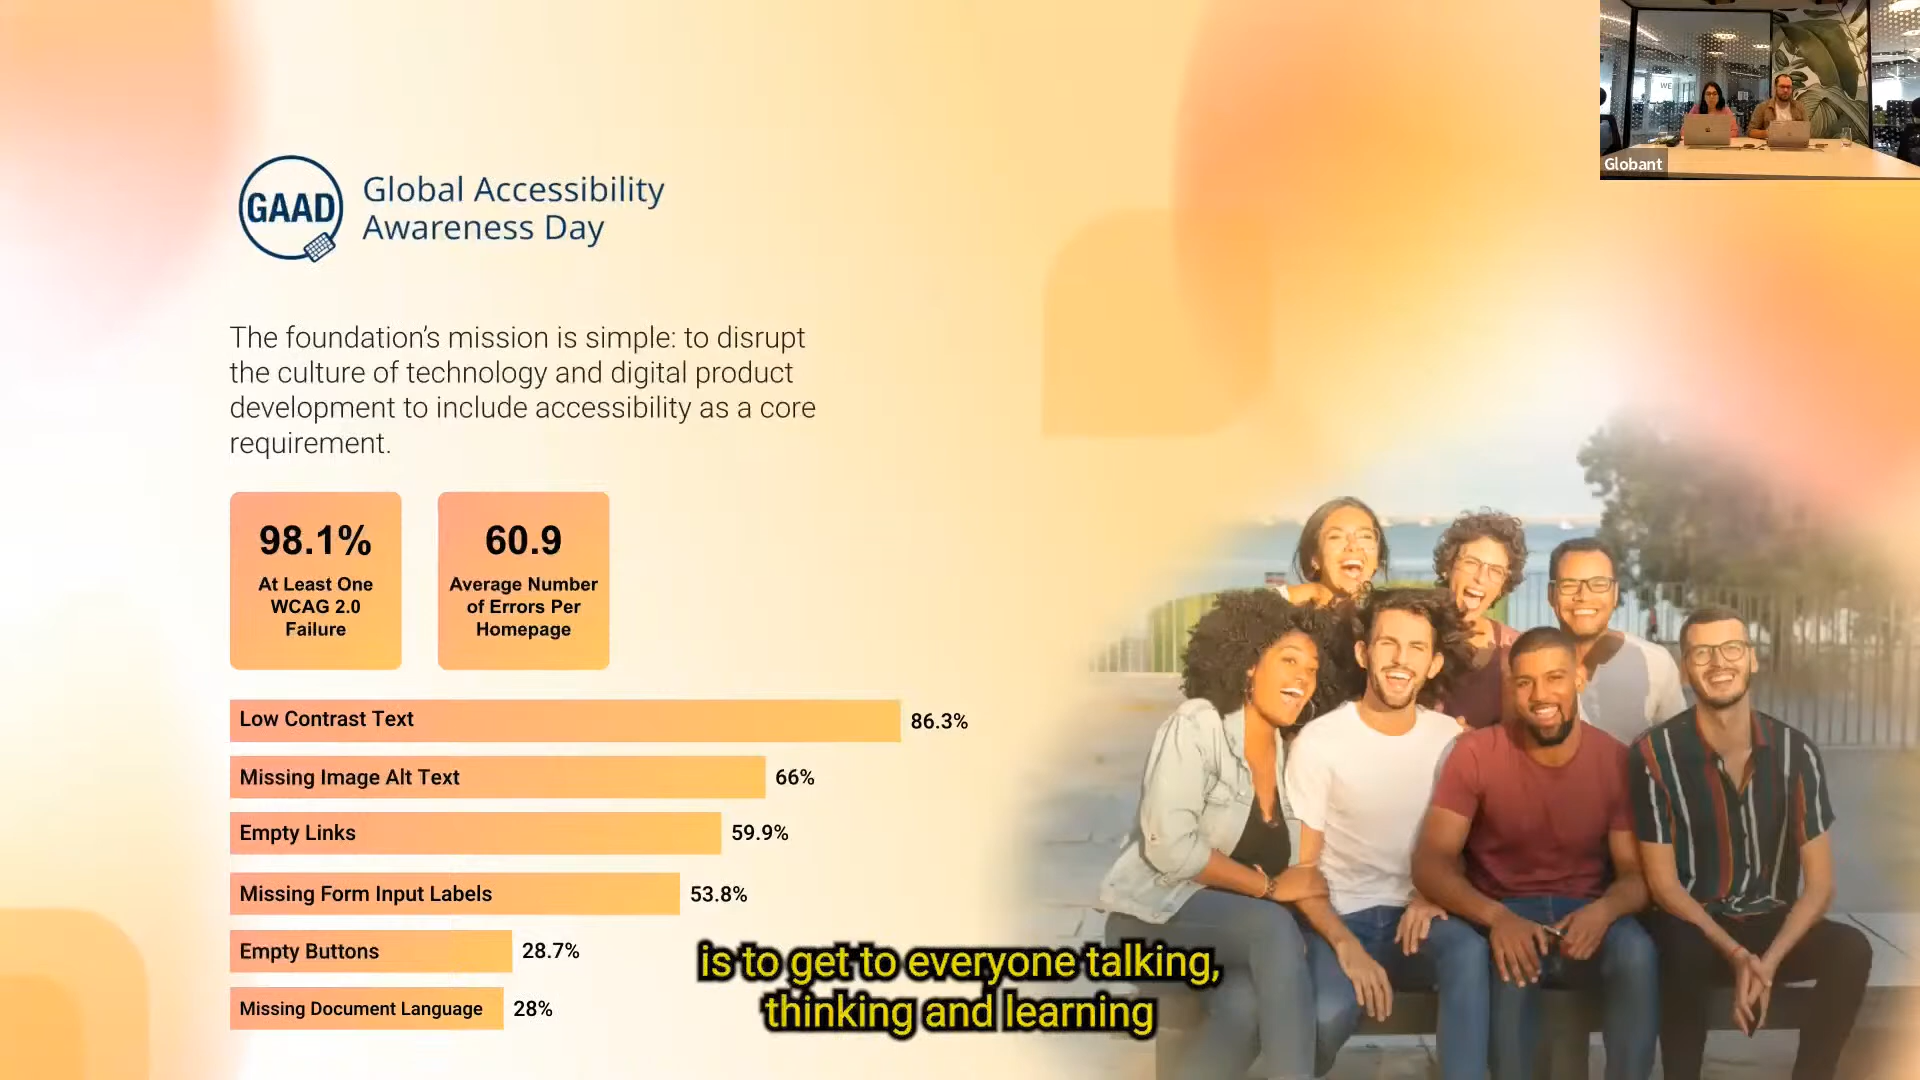 WE
Globant
GAAD
Global Accessibility
Awareness Day
The foundation's mission is simple: to disrupt
the culture of technology and digital product
development to include accessibility as a core
requirement.
98.1%
At Least One
WCAG 2.0
Failure
60.9
Average Number
of Errors Per
Homepage
Low Contrast Text 86.3%
Missing Image Alt Text 66%
Empty Links 59.9%
Missing Form Input Labels 53.8%
Empty Buttons 28.7%
Missing Document Language 28%
is to get to everyone talking,
thinking and learning